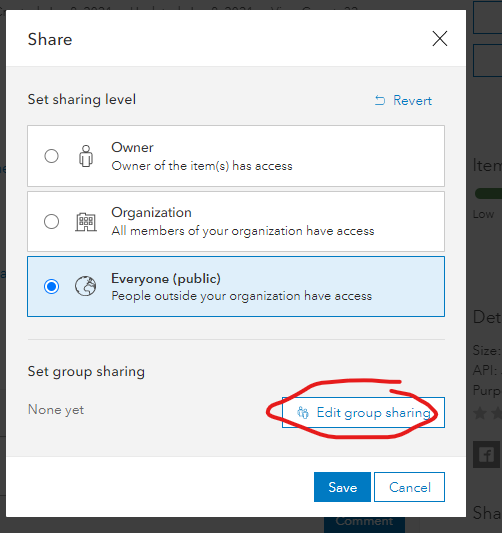 Share
Set sharing level
Revert
Owner
Owner of the item(s) has access
Organization
All members of your organization have access
Everyone (public)
People outside your organization have access
Set group sharing
None yet
Edit group sharing
Save
Cancel
Item
Low
Det
Size:
API:
Purp
Sha
Comment